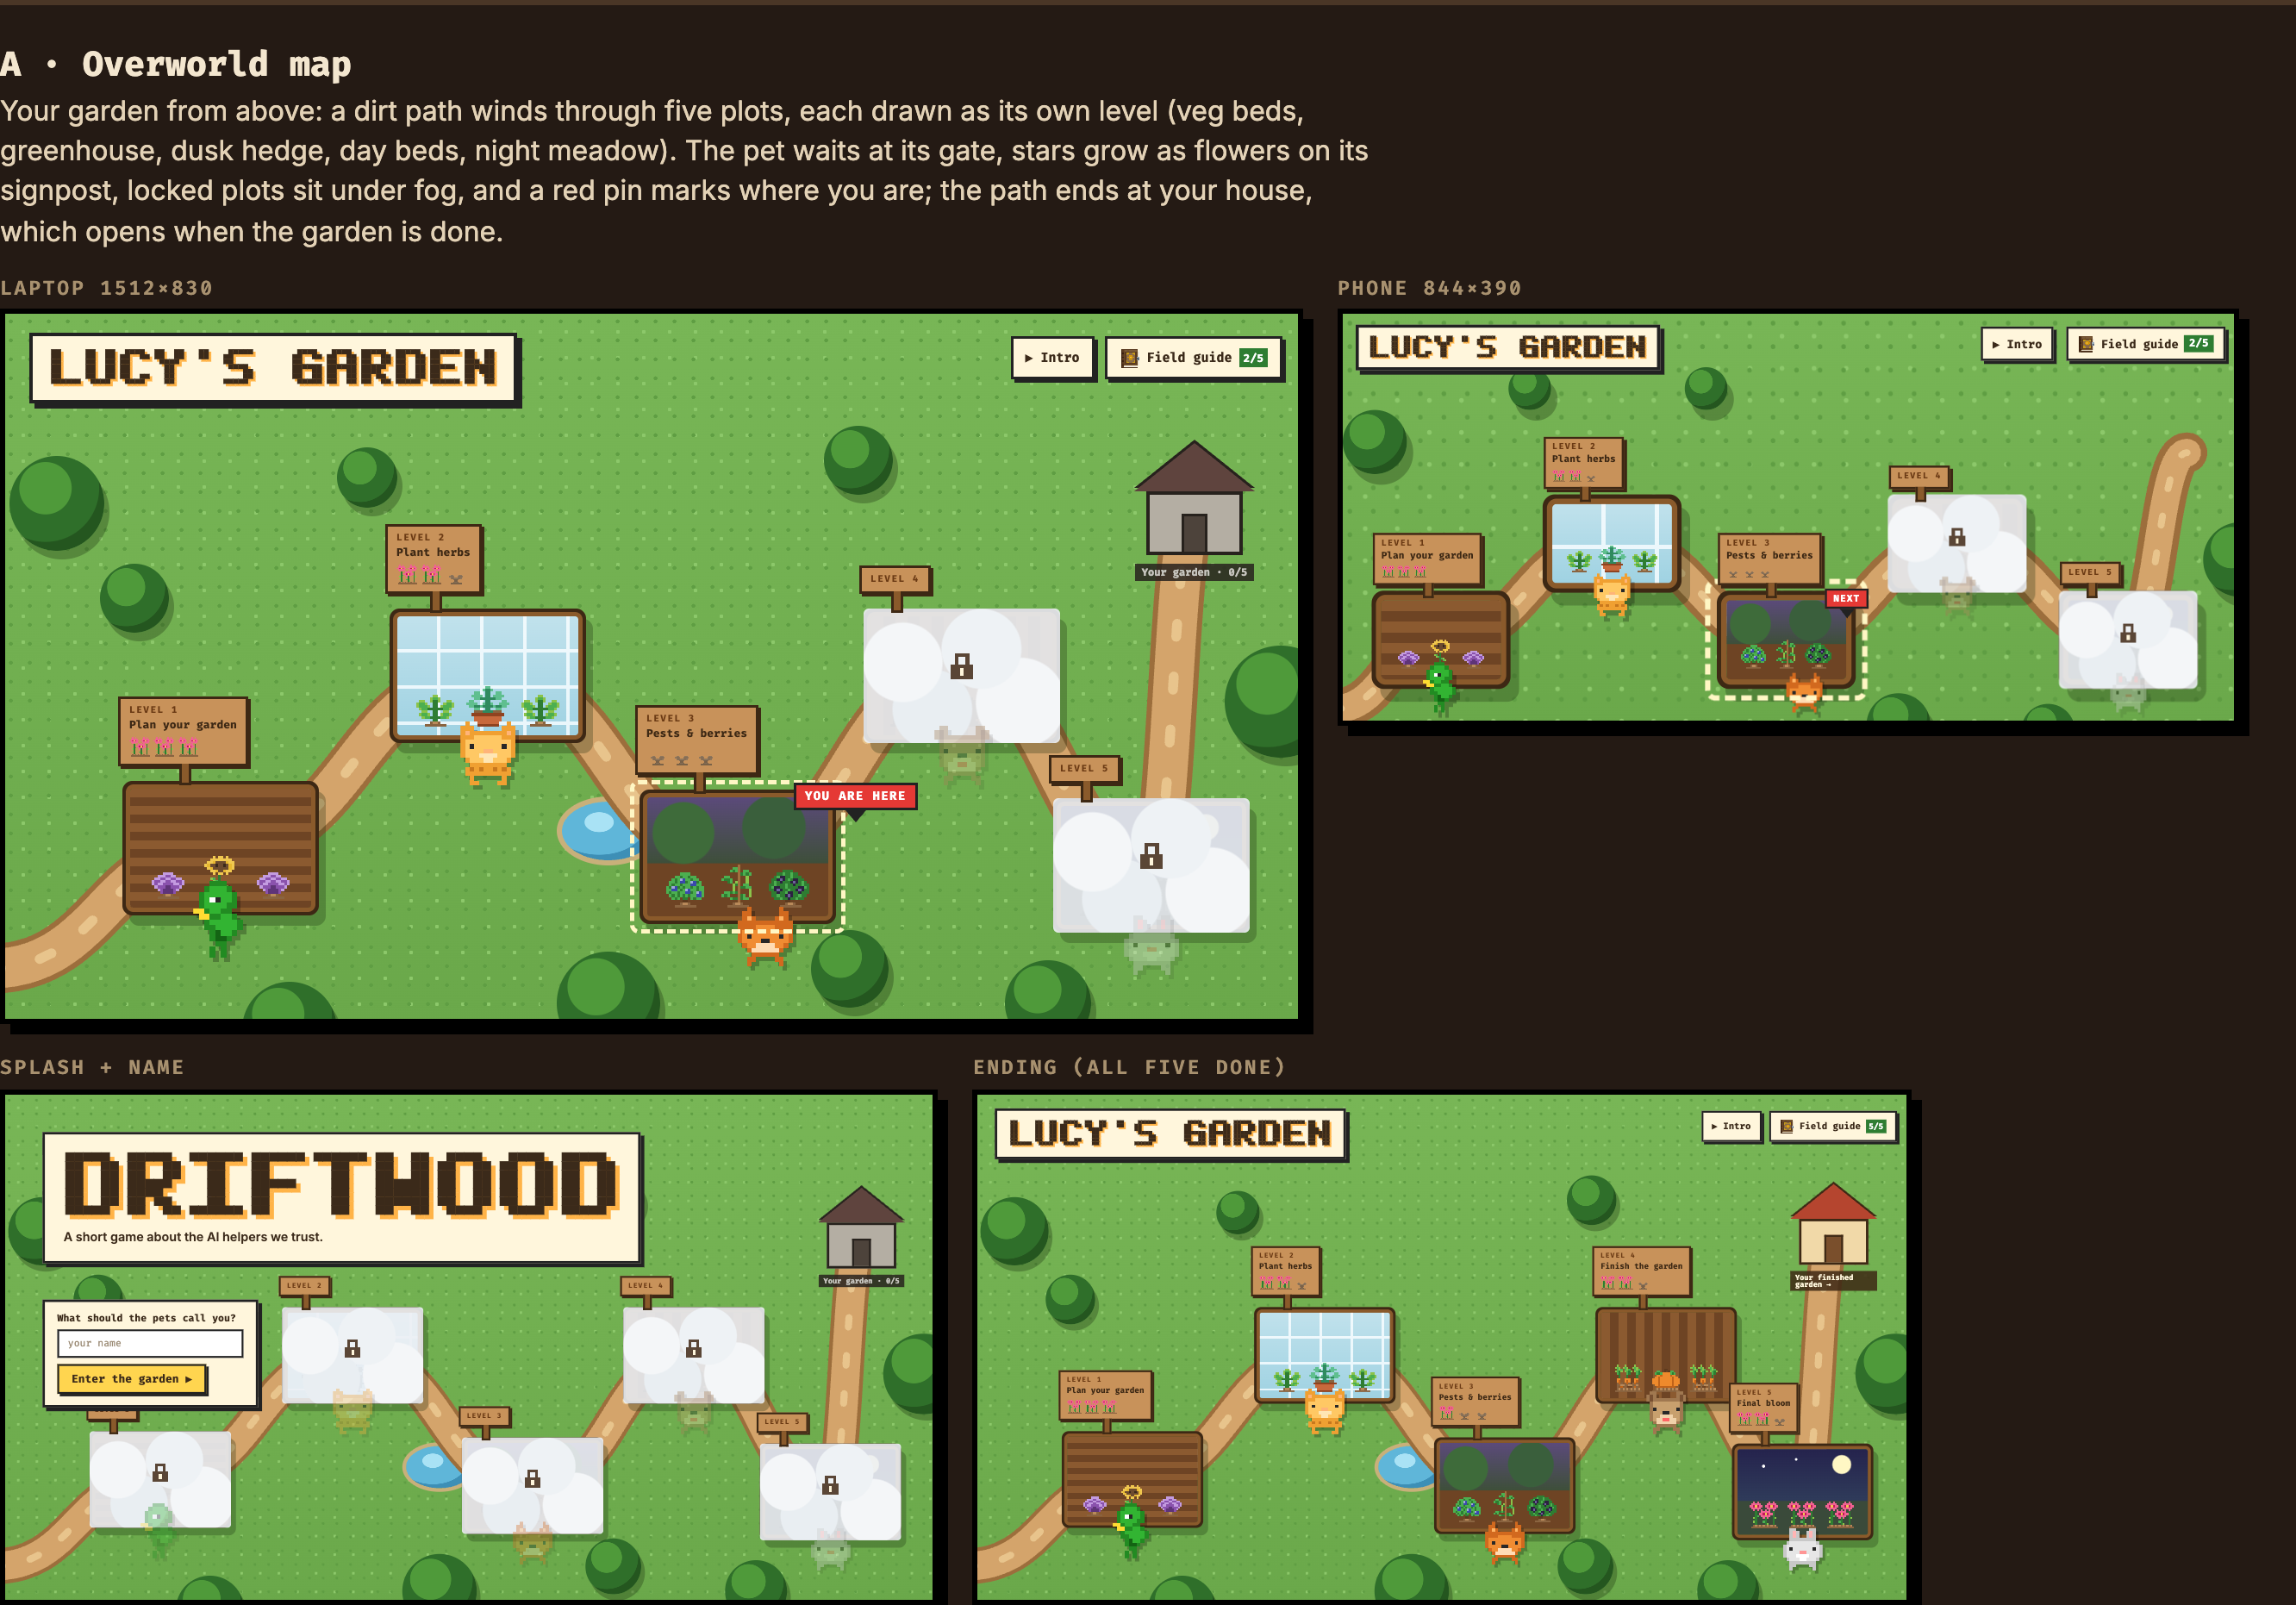 A · Overworld map
Your garden from above: a dirt path winds through five plots, each drawn as its own level (veg beds,
greenhouse, dusk hedge, day beds, night meadow). The pet waits at its gate, stars grow as flowers on its
signpost, locked plots sit under fog, and a red pin marks where you are; the path ends at your house,
which opens when the garden is done.
LAPTOP 1512×830
LUCY'S GARDEN
▶ Intro
Field guide 2/5
LEVEL 2
Plant herbs
Your garden · 0/5
LEVEL 4
LEVEL 1
Plan your garden
LEVEL 3
Pests & berries
LEVEL 5
YOU ARE HERE
PHONE 844×390
LUCY'S GARDEN
▶ Intro
Field guide 2/5
LEVEL 2
Plant herbs
LEVEL 4
LEVEL 1
Plan your garden
LEVEL 3
Pests & berries
LEVEL 5
NEXT
SPLASH + NAME
DRIFTWOOD
A short game about the AI helpers we trust.
Your garden · 0/5
LEVEL 2
LEVEL 4
What should the pets call you?
your name
Enter the garden ▶
LEVEL 3
LEVEL 5
ENDING (ALL FIVE DONE)
LUCY'S GARDEN
▶ Intro
Field guide 5/5
LEVEL 2
Plant herbs
LEVEL 4
Finish the garden
Your finished
garden →
LEVEL 1
Plan your garden
LEVEL 3
Pests & berries
LEVEL 5
Final bloom